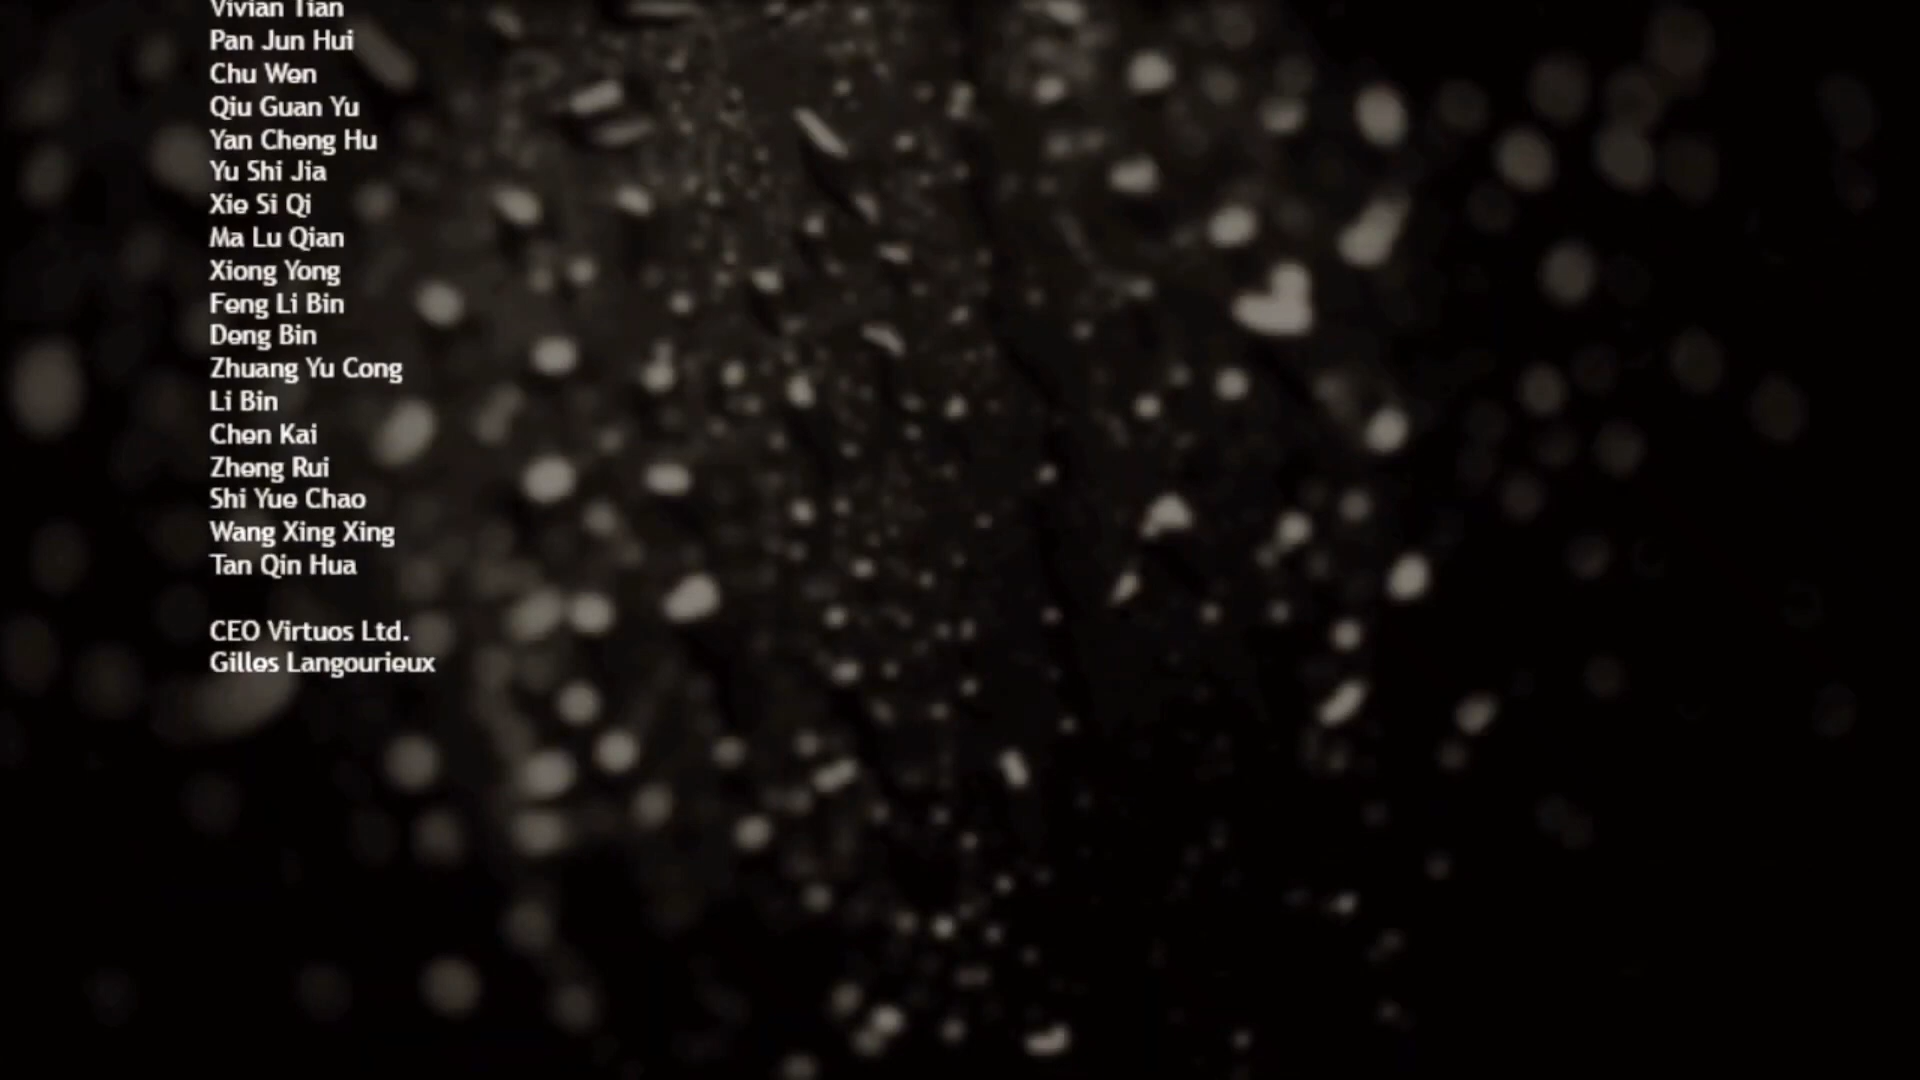 Vivian Tian
Pan Jun Hui
Chu Wen
Qiu Guan Yu
Yan Cheng Hu
Yu Shi Jia
Xie Si Qi
Ma Lu Qian
Xiong Yong
Feng Li Bin
Deng Bin
Zhuang Yu Cong
Li Bin
Chen Kai
Zheng Rui
Shi Yue Chao
Wang Xing Xing
Tan Qin Hua
CEO Virtuos Ltd.
Gilles Langourieux